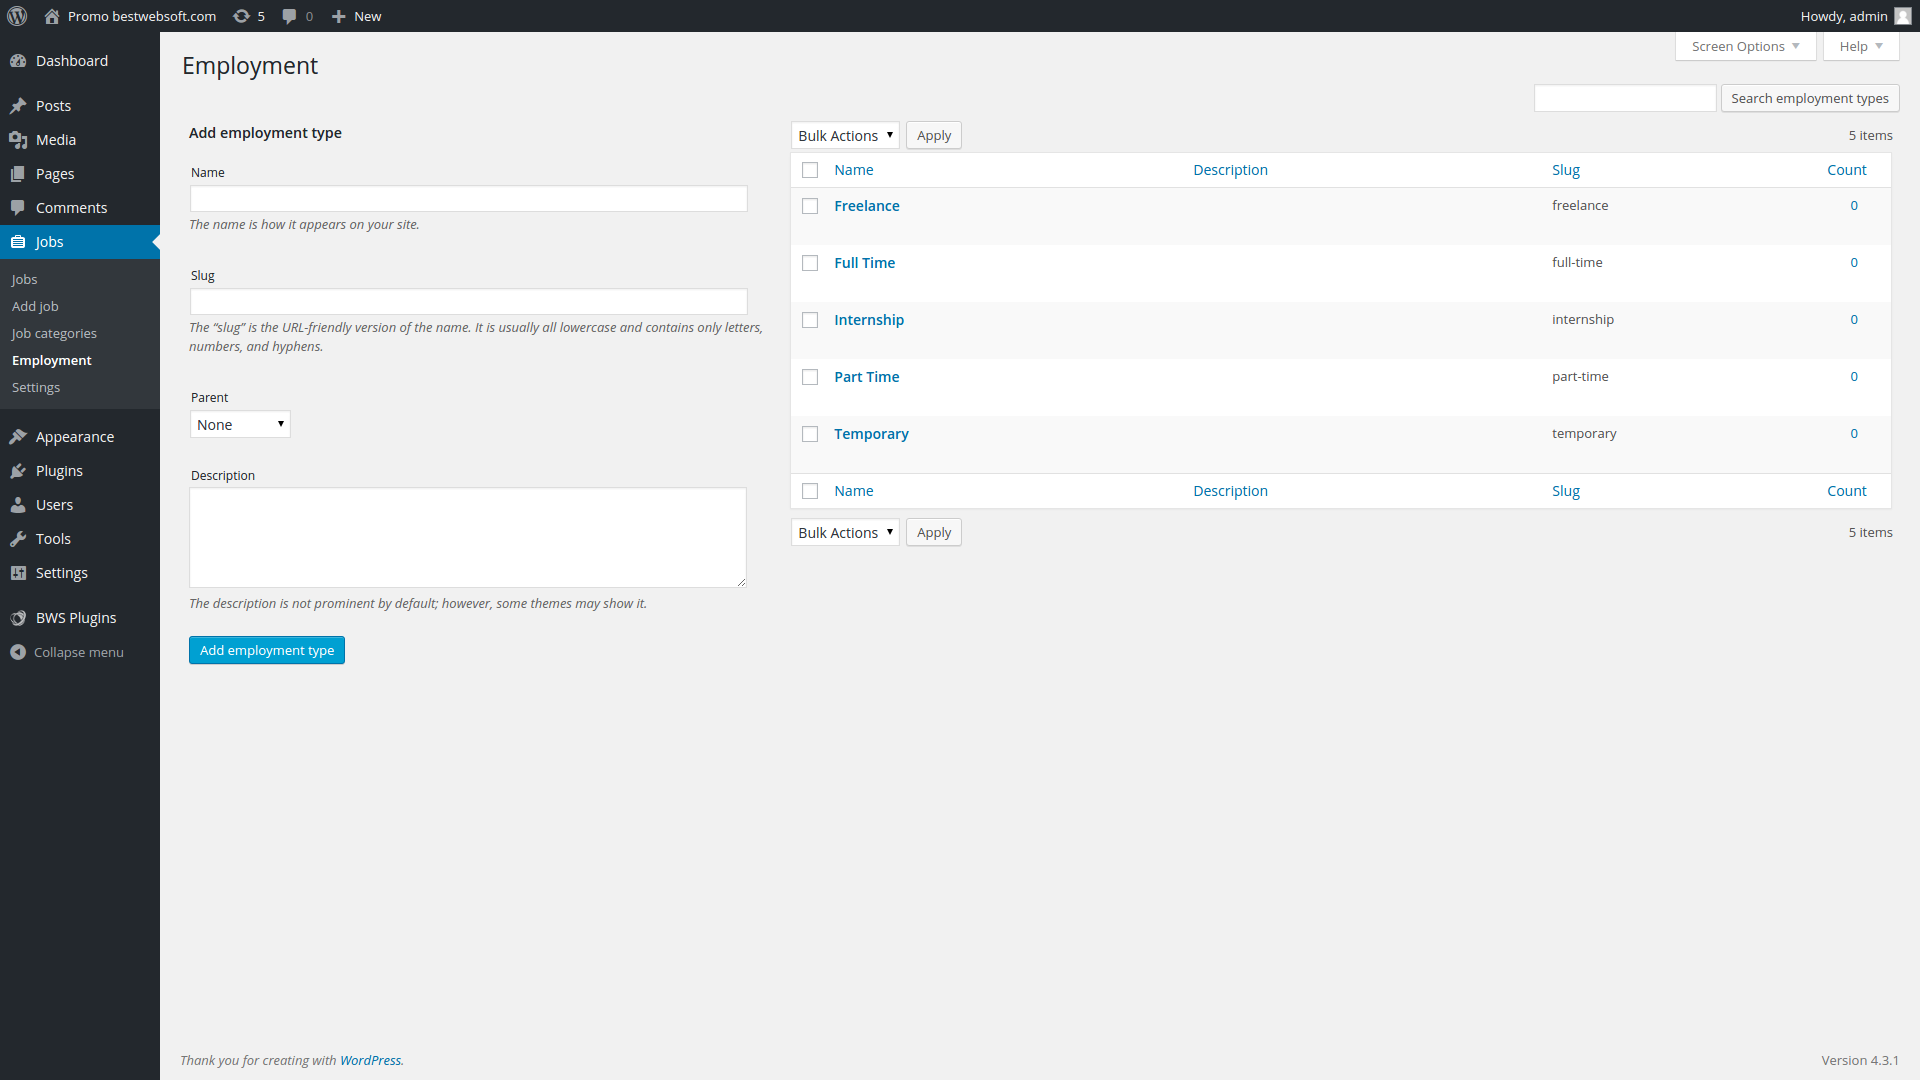 Promo bestwebsoft.com 5 0 New Howdy, admin
Dashboard
Posts
Media
Pages
Comments
Jobs
Jobs
Add job
Job categories
Employment
Settings
Appearance
Plugins
Users
Tools
Settings
BWS Plugins
Collapse menu
Screen Options Help
Employment
Search employment types
Add employment type
Name
The name is how it appears on your site.
Slug
The “slug” is the URL-friendly version of the name. It is usually all lowercase and contains only letters,
numbers, and hyphens.
Parent
None
Description
The description is not prominent by default; however, some themes may show it.
Add employment type
Bulk Actions Apply 5 items
Name Description Slug Count
Freelance freelance 0
Full Time full-time 0
Internship internship 0
Part Time part-time 0
Temporary temporary 0
Name Description Slug Count
Bulk Actions Apply 5 items
Thank you for creating with WordPress. Version 4.3.1